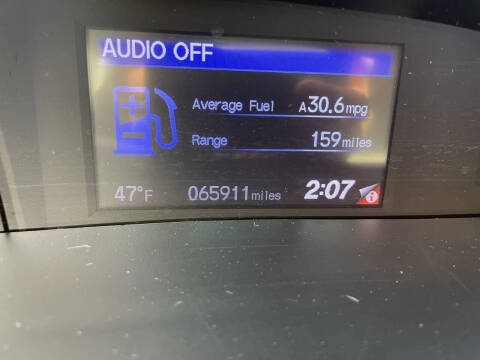 AUDIO OFF
Average Fuel A30.6mpg
Range 159miles
47°F 065911miles 2:07 i